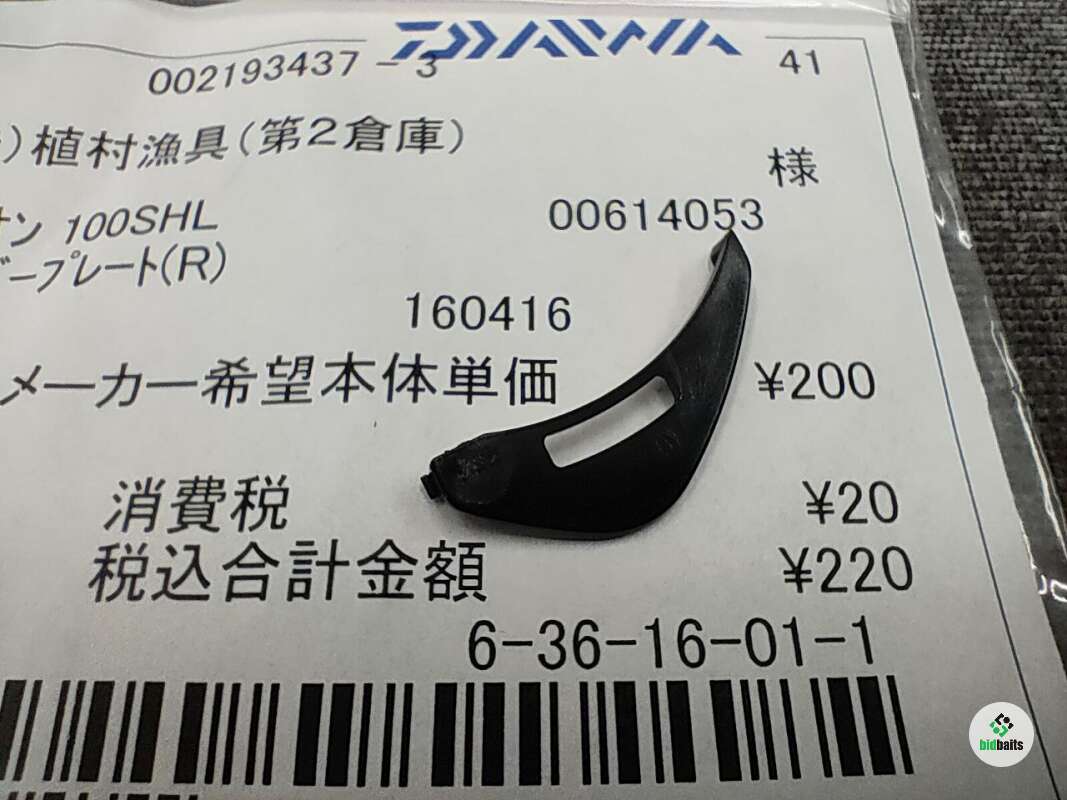 DAIWA
002193437-3 41
)植村漁具(第2倉庫)
様
オン 100SHL 00614053
ープレート(R)
160416
メーカー希望本体単価 ¥200
消費税 ¥20
税込合計金額 ¥220
6-36-16-01-1
bidbaits